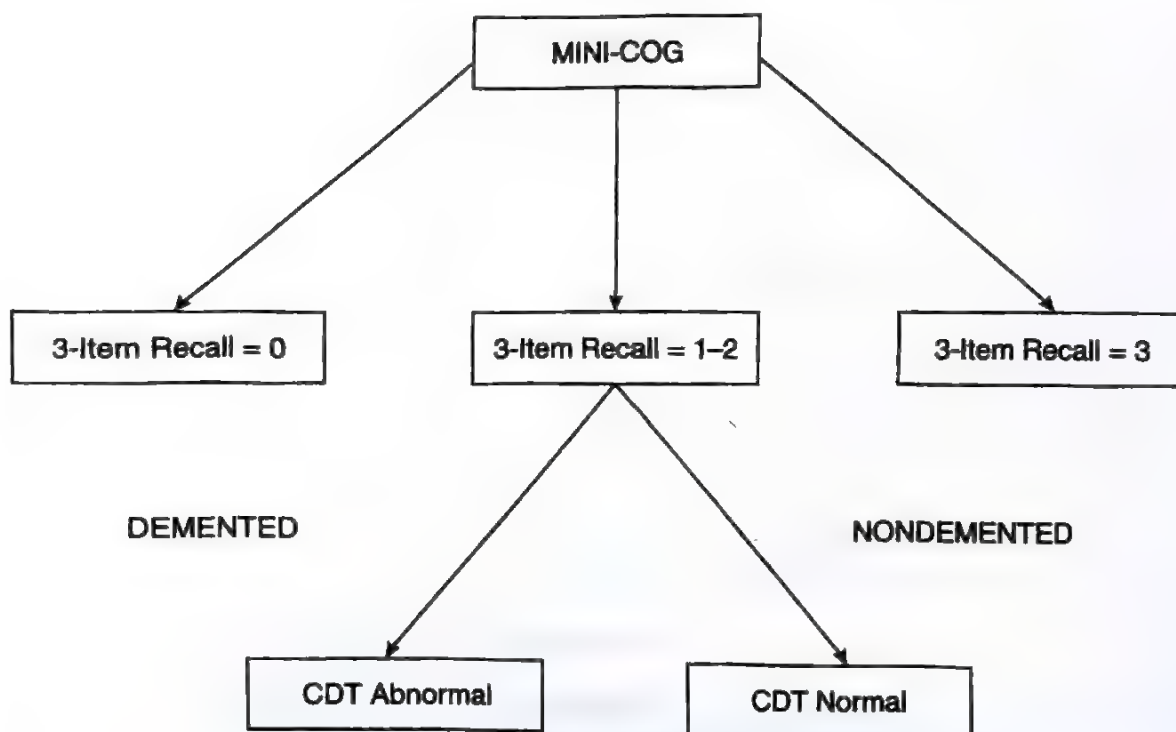 MINI-COG
3-Item Recall = 0
3-Item Recall = 1–2
3-Item Recall = 3
DEMENTED
NONDEMENTED
CDT Abnormal
CDT Normal